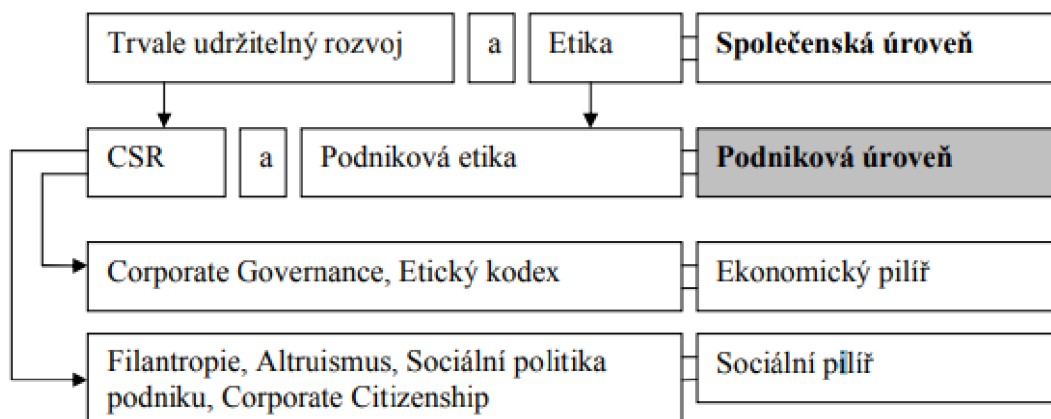 Trvale udržitelný rozvoj a Etika Společenská úroveň
CSR a Podniková etika Podniková úroveň
Corporate Governance, Etický kodex Ekonomický pilíř
Filantropie, Altruismus, Sociální politika
podniku, Corporate Citizenship
Sociální pilíř